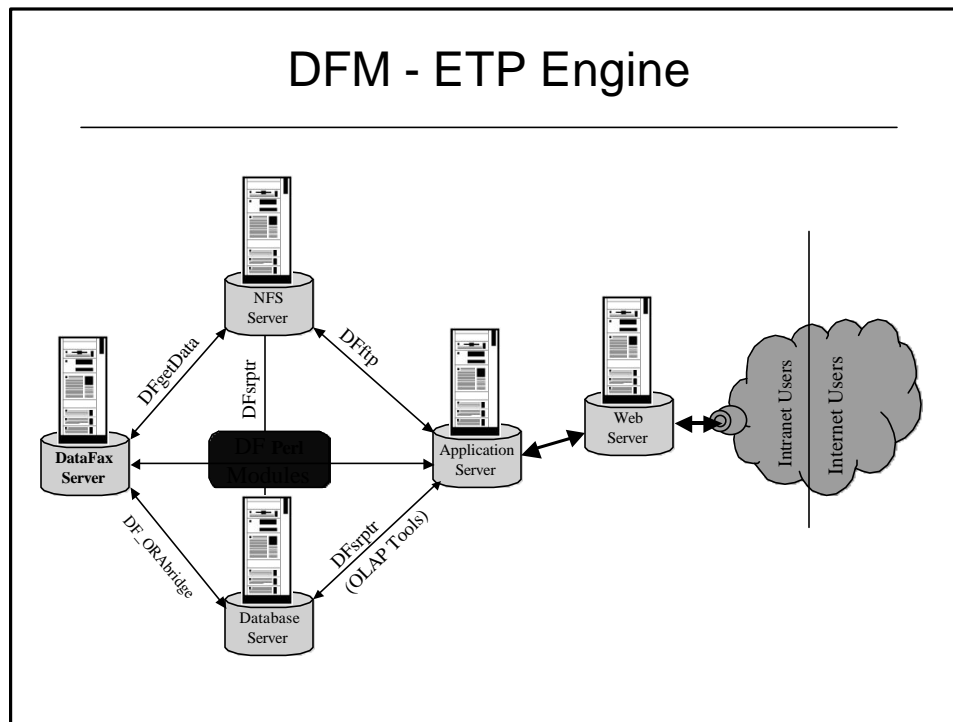 DFM - ETP Engine
NFS
Server
DFgetData
DFsrptr
DFftp
DataFax
Server
DF Perl
Modules
Application
Server
Web
Server
Intranet Users
Internet Users
DF_ORAbridge
Database
Server
DFsrptr
(OLAP Tools)